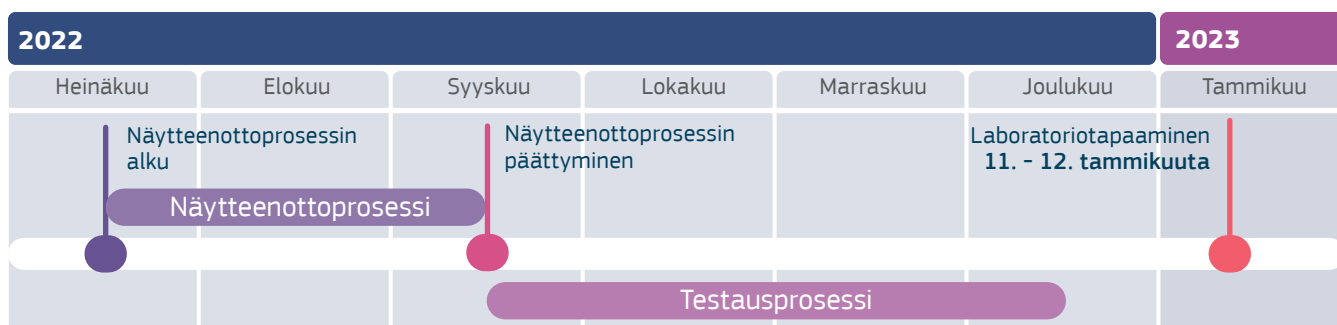 2022
2023
Heinäkuu
Elokuu
Syyskuu
Lokakuu
Marraskuu
Joulukuu
Tammikuu
Näytteenottoprosessin
alku
Näytteenottoprosessin
päättyminen
Laboratoriotapaaminen
11. - 12. tammikuuta
Näytteenottoprosessi
Testausprosessi